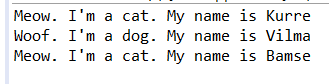 Meow. I'm a cat. My name is Kurre
Woof. I'm a dog. My name is Vilma
Meow. I'm a cat. My name is Bamse